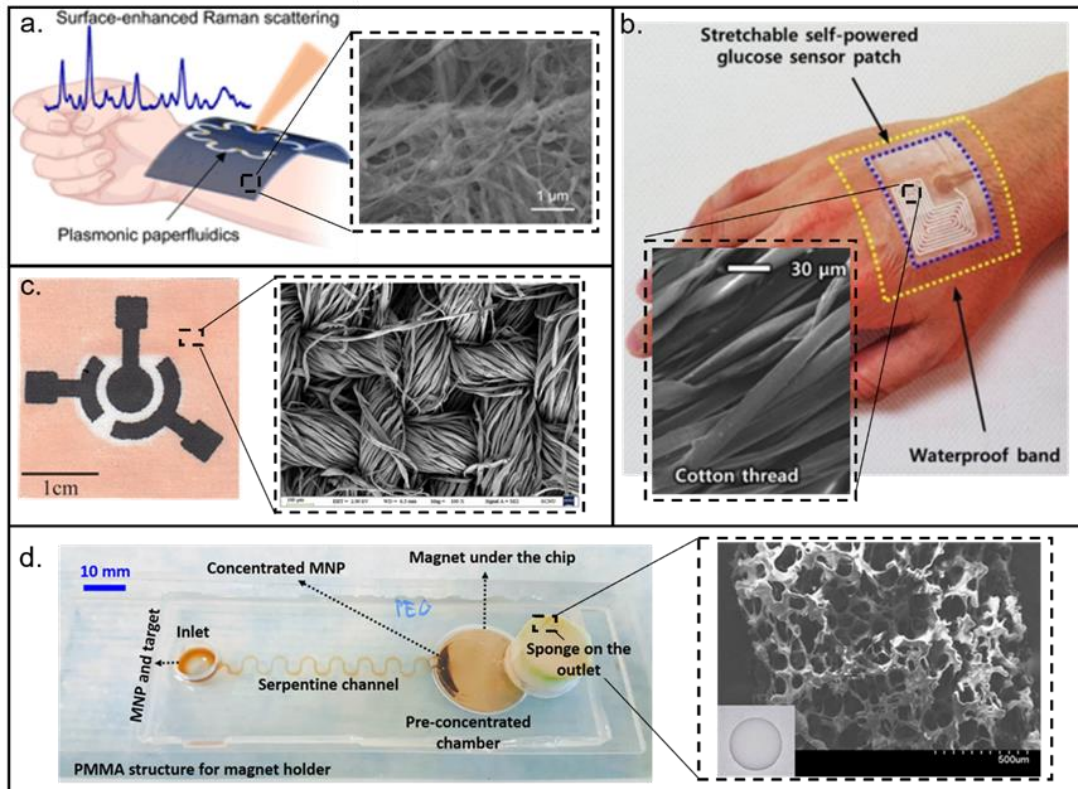 a.
Surface-enhanced Raman scattering
1 µm
Plasmonic paperfluidics
b.
Stretchable self-powered
glucose sensor patch
30 µm
Cotton thread
Waterproof band
c.
1cm
d.
10 mm
Concentrated MNP
Magnet under the chip
PEO
Inlet
MNP and target
Serpentine channel
Sponge on the
outlet
Pre-concentrated
chamber
PMMA structure for magnet holder
500um